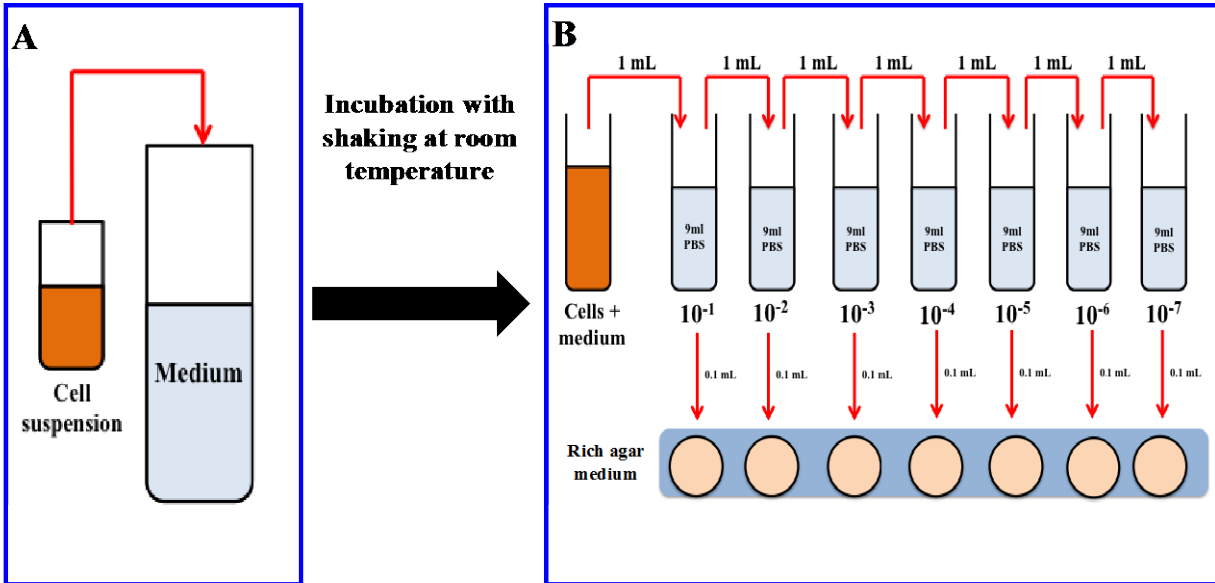 A
Cell
suspension
Medium
Incubation with
shaking at room
temperature
B
1 mL 1 mL 1 mL 1 mL 1 mL 1 mL 1 mL
9ml 9ml 9ml 9ml 9ml 9ml 9ml
PBS PBS PBS PBS PBS PBS PBS
Cells +
medium
10⁻¹ 10⁻² 10⁻³ 10⁻⁴ 10⁻⁵ 10⁻⁶ 10⁻⁷
0.1 mL 0.1 mL 0.1 mL 0.1 mL 0.1 mL 0.1 mL 0.1 mL
Rich agar
medium